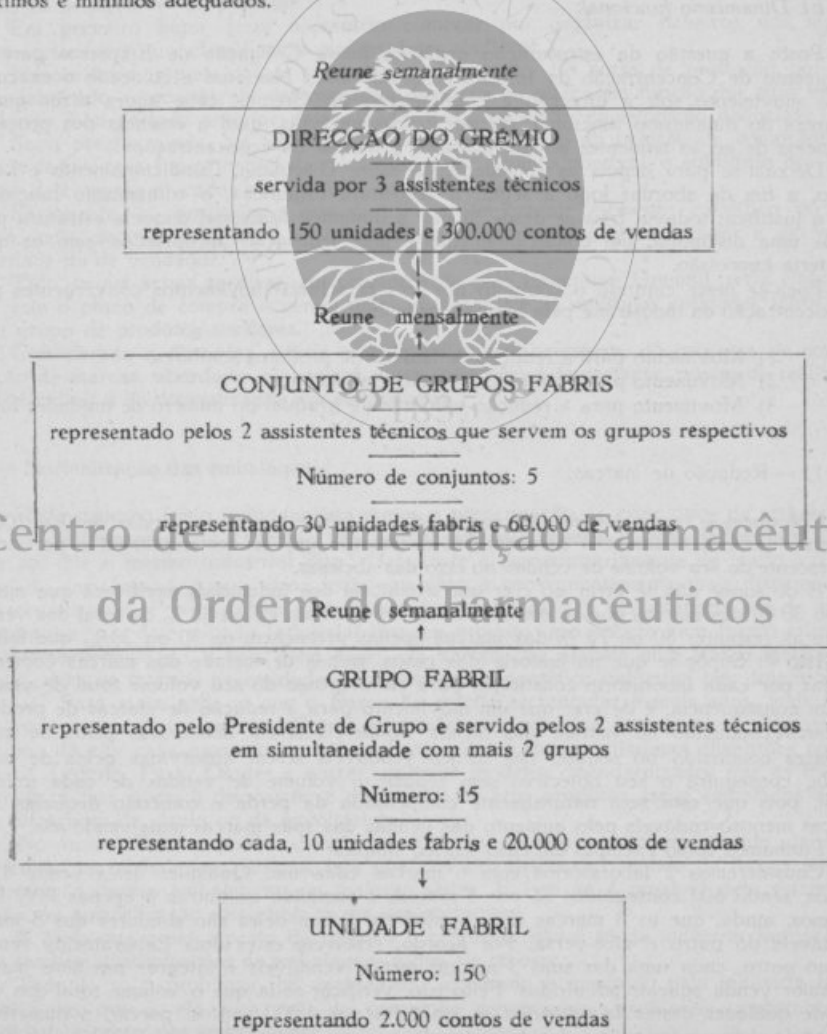 timos e mínimos adequados.
Reune semanalmente
DIRECÇÃO DO GRÉMIO
servida por 3 assistentes técnicos
representando 150 unidades e 300.000 contos de vendas
Reune mensalmente
CONJUNTO DE GRUPOS FABRIS
representado pelos 2 assistentes técnicos que servem os grupos respectivos
Número de conjuntos: 5
representando 30 unidades fabris e 60.000 de vendas
Centro de Documentação Farmacêut
da Ordem dos Farmacêuticos
Reune semanalmente
GRUPO FABRIL
representado pelo Presidente de Grupo e servido pelos 2 assistentes técnicos
em simultaneidade com mais 2 grupos
Número: 15
representando cada, 10 unidades fabris e 20.000 contos de vendas
UNIDADE FABRIL
Número: 150
representando 2.000 contos de vendas